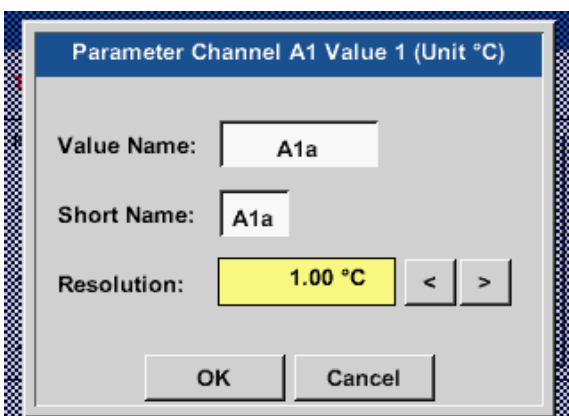 Parameter Channel A1 Value 1 (Unit °C)
Value Name: A1a
Short Name: A1a
Resolution: 1.00 °C < >
OK Cancel